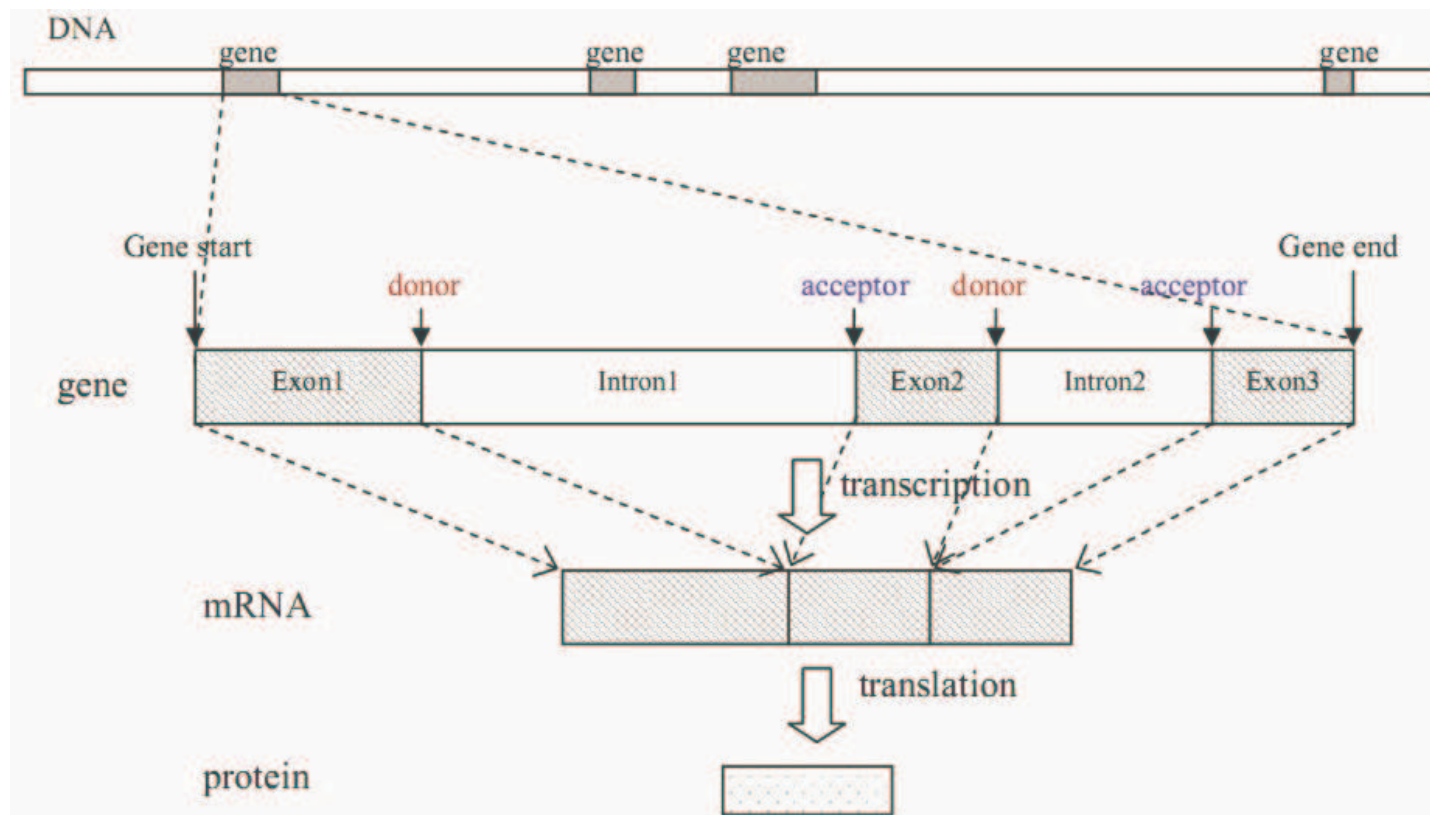 DNA
gene gene gene gene
Gene start Gene end
donor acceptor donor acceptor
gene Exon1 Intron1 Exon2 Intron2 Exon3
transcription
mRNA
translation
protein